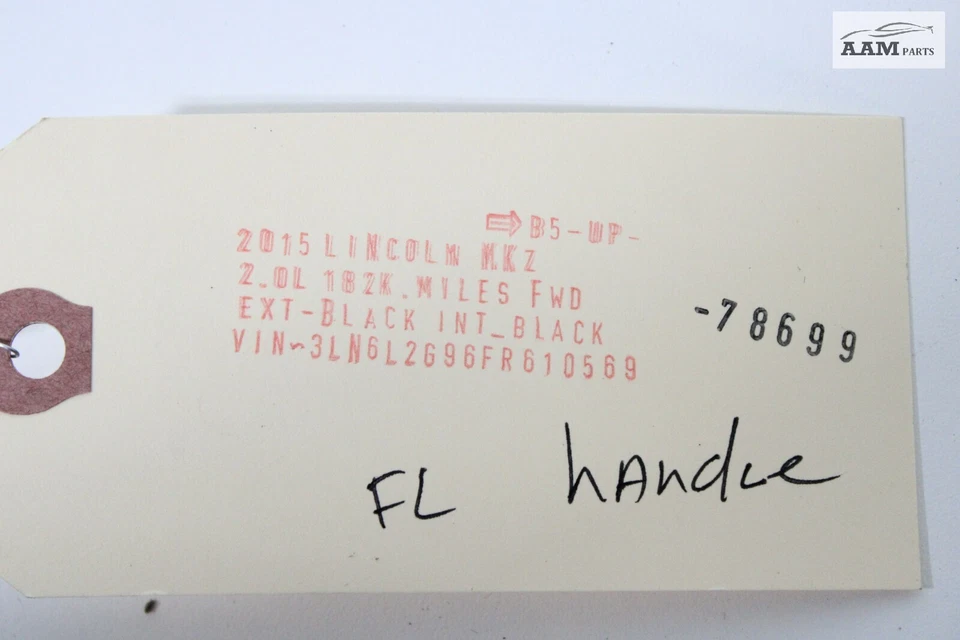 AAM PARTS
B5-WP-
2015 LINCOLN MKZ
2.0L 182K.MILES FWD
EXT-BLACK INT_BLACK
VIN~3LN6L2G96FR610569
-78699
FL handle